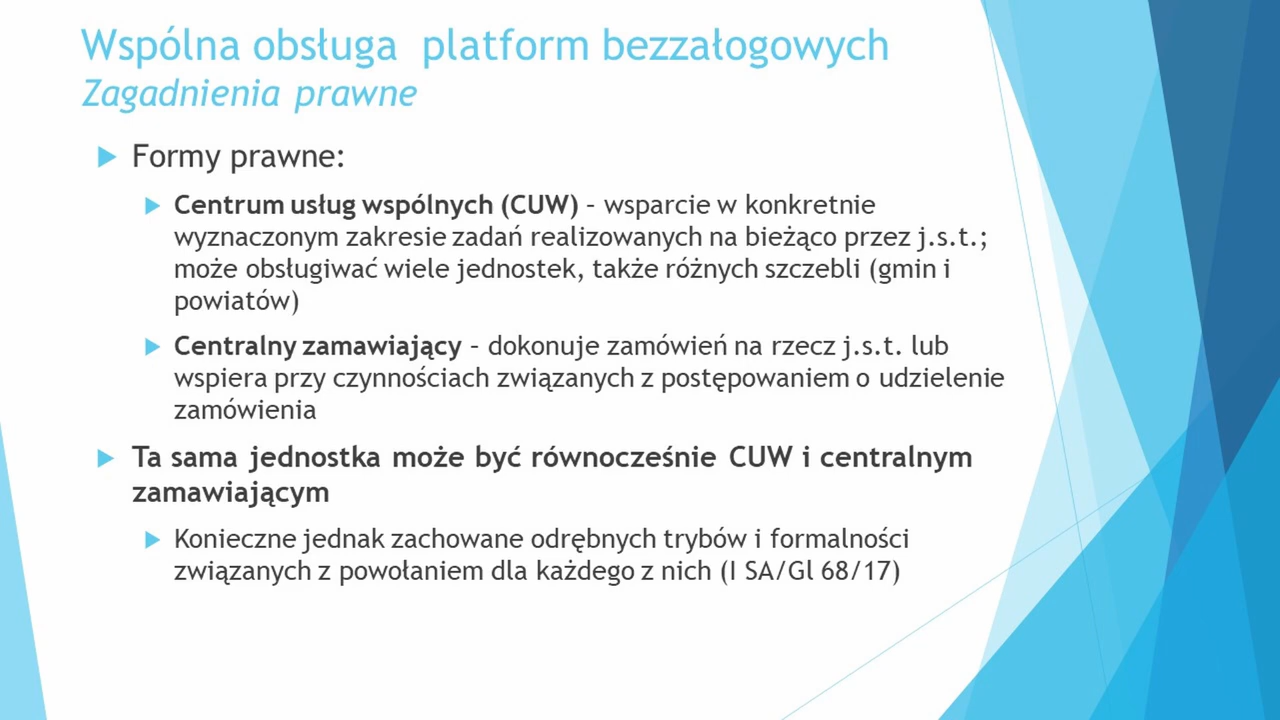 Wspólna obsługa platform bezzałogowych
Zagadnienia prawne
Formy prawne:
Centrum usług wspólnych (CUW) – wsparcie w konkretnie
wyznaczonym zakresie zadań realizowanych na bieżąco przez j.s.t.;
może obsługiwać wiele jednostek, także różnych szczebli (gmin i
powiatów)
Centralny zamawiający – dokonuje zamówień na rzecz j.s.t. lub
wspiera przy czynnościach związanych z postępowaniem o udzielenie
zamówienia
Ta sama jednostka może być równocześnie CUW i centralnym
zamawiającym
Konieczne jednak zachowane odrębnych trybów i formalności
związanych z powołaniem dla każdego z nich (I SA/Gl 68/17)